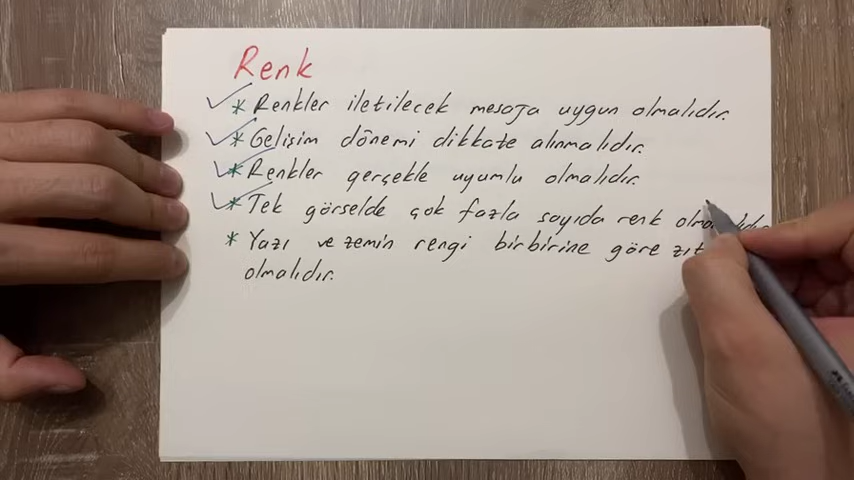 Renk
* Renkler iletilecek mesaja uygun olmalıdır.
* Gelişim dönemi dikkate alınmalıdır.
* Renkler gerçekle uyumlu olmalıdır.
* Tek görselde çok fazla sayıda renk
* Yazı ve zemin rengi birbirine göre zıt
olmalıdır.